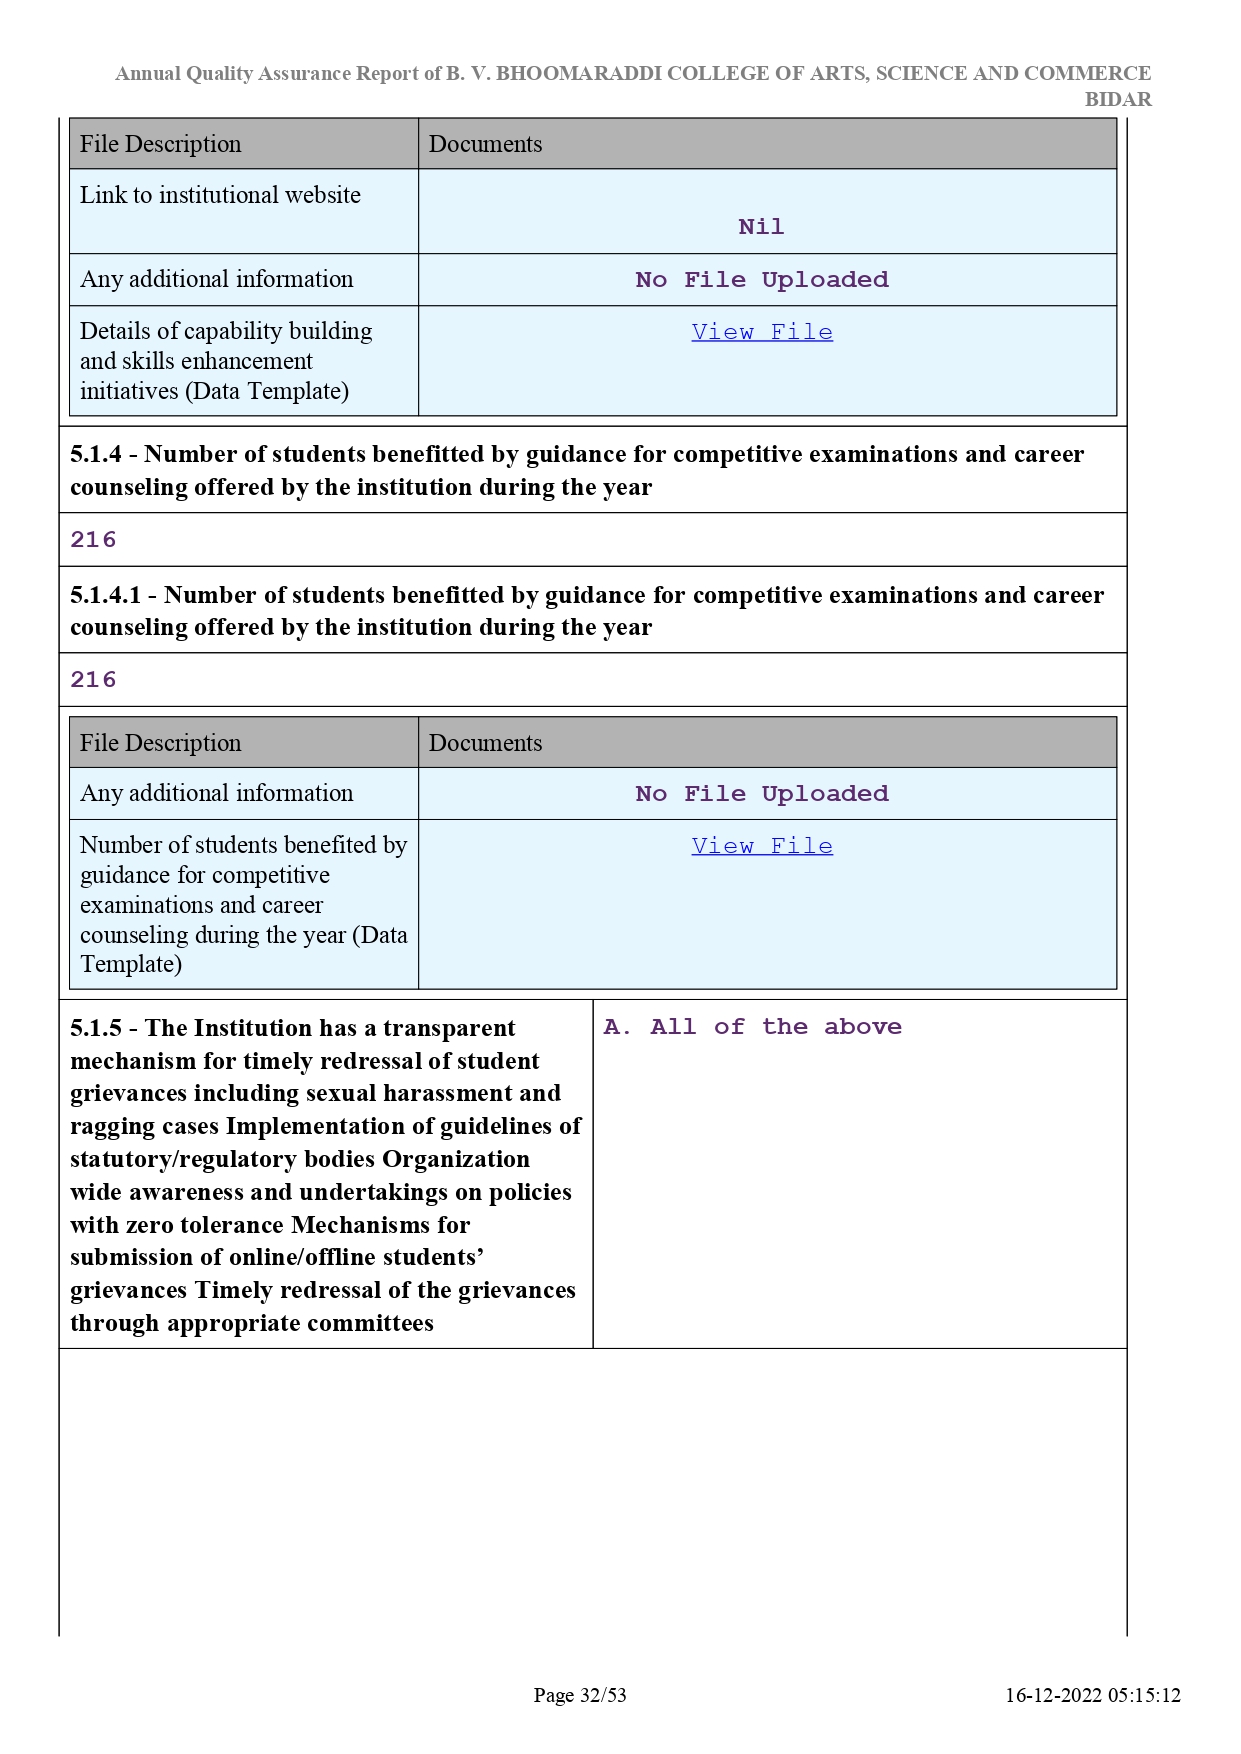 Annual Quality Assurance Report of B. V. BHOOMARADDI COLLEGE OF ARTS, SCIENCE AND COMMERCE
BIDAR
File Description Documents
Link to institutional website
Nil
Any additional information No File Uploaded
Details of capability building View File
and skills enhancement
initiatives (Data Template)
5.1.4 - Number of students benefitted by guidance for competitive examinations and career
counseling offered by the institution during the year
216
5.1.4.1 - Number of students benefitted by guidance for competitive examinations and career
counseling offered by the institution during the year
216
File Description Documents
Any additional information No File Uploaded
Number of students benefited by View File
guidance for competitive
examinations and career
counseling during the year (Data
Template)
5.1.5 - The Institution has a transparent A. All of the above
mechanism for timely redressal of student
grievances including sexual harassment and
ragging cases Implementation of guidelines of
statutory/regulatory bodies Organization
wide awareness and undertakings on policies
with zero tolerance Mechanisms for
submission of online/offline students’
grievances Timely redressal of the grievances
through appropriate committees
Page 32/53 16-12-2022 05:15:12